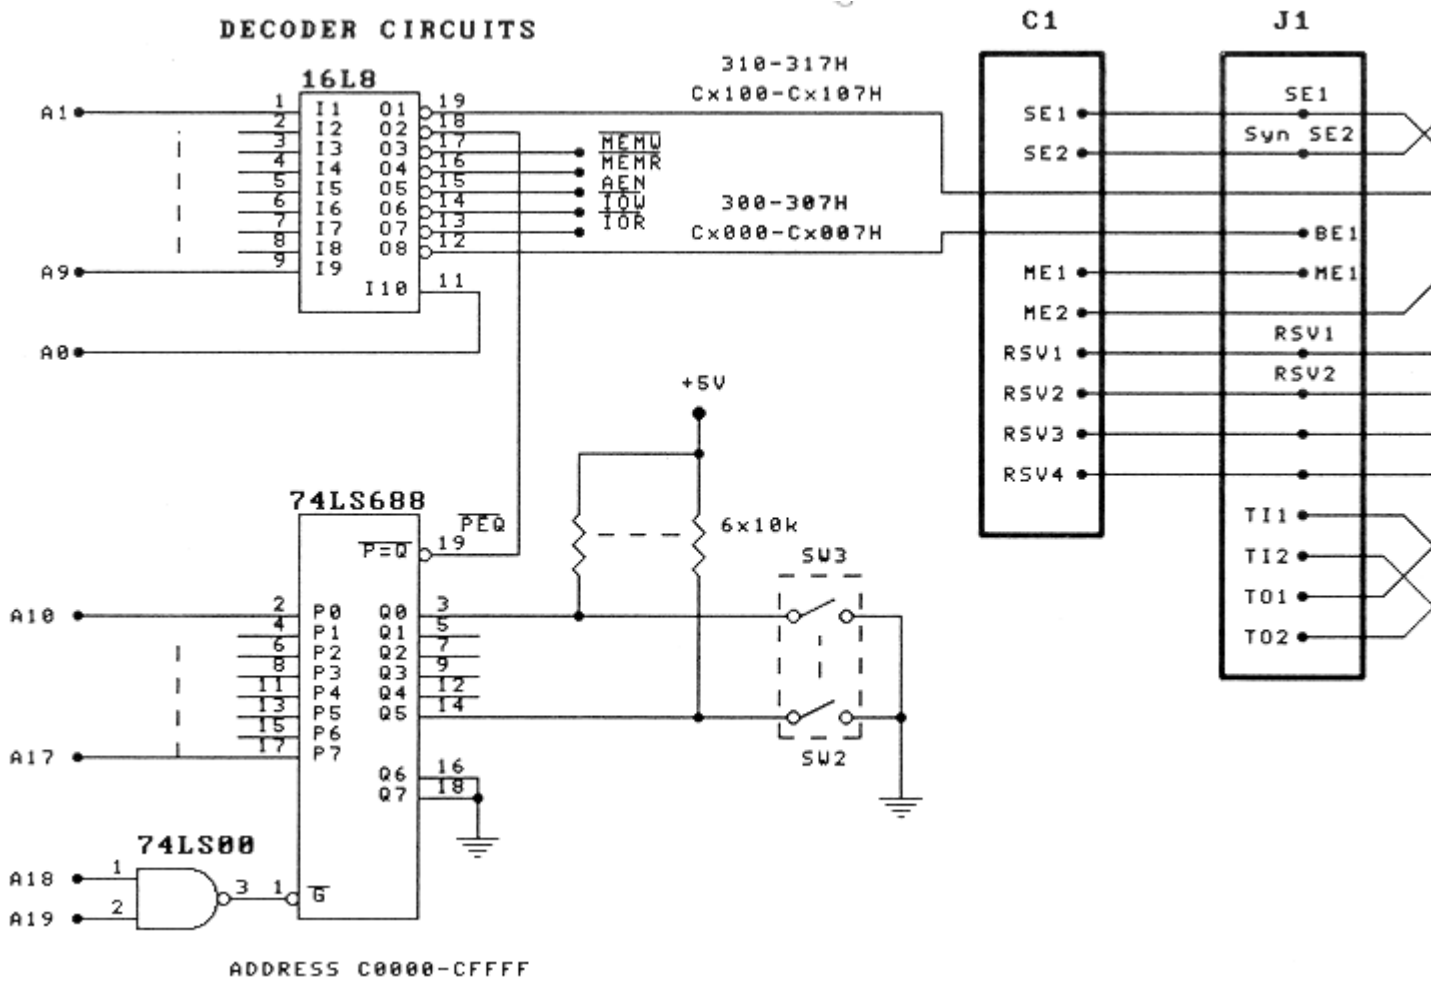 DECODER CIRCUITS
C1
J1
16L8
310-317H
Cx100-Cx107H
A1
1 I1 O1 19
2 I2 O2 18
3 I3 O3 17 MEMW
4 I4 O4 16 MEMR
5 I5 O5 15 AEN
6 I6 O6 14 IOW
7 I7 O7 13 IOR
8 I8 O8 12
A9 9 I9
I10 11
A0
300-307H
Cx000-Cx007H
SE1 SE1
SE2 Syn SE2
BE1
ME1 ME1
ME2
RSV1 RSV1
RSV2 RSV2
RSV3
RSV4
TI1
TI2
TO1
TO2
+5V
6x10k
74LS688
PEQ
P=Q 19
SW3
A10 2 P0 Q0 3
4 P1 Q1 5
6 P2 Q2 7
8 P3 Q3 9
11 P4 Q4 12
13 P5 Q5 14
15 P6
A17 17 P7
Q6 16
Q7 18
SW2
74LS00
A18 1
3 1 G
A19 2
ADDRESS C0000-CFFFF